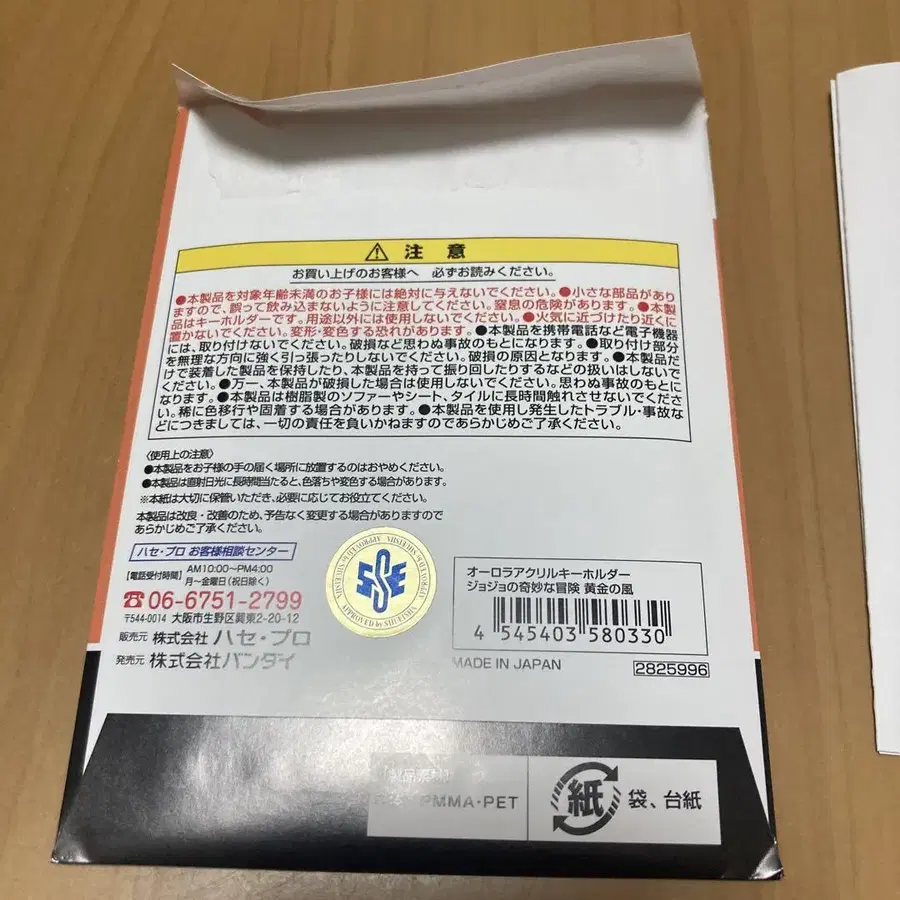 注意
お買い上げのお客様へ 必ずお読みください。
●本製品を対象年齢未満のお子様には絶対に与えないでください。●小さな部品があり
ますので、誤って飲み込まないように注意してください。窒息の危険があります。●本製
品はキーホルダーです。用途以外には使用しないでください。●火気に近づけたり近くに
置かないでください。変形・変色する恐れがあります。●本製品を携帯電話など電子機器
には、取り付けないでください。破損など思わぬ事故のもとになります。●取り付け部分
を無理な方向に強く引っ張ったりしないでください。破損の原因となります。●本製品だ
けで装着した製品を保持したり、本製品を持って振り回したりするなどの扱いはしないで
ください。●万一、本製品が破損した場合は使用しないでください。思わぬ事故のもとに
なります。●本製品は樹脂製のソファーやシート、タイルに長時間触れさせないでくださ
い。稀に色移行や固着する場合があります。●本製品を使用し発生したトラブル・事故な
どにつきましては、一切の責任を負いかねますのであらかじめご了承ください。
〈使用上の注意〉
●本製品をお子様の手の届く場所に放置するのはおやめください。
●本製品は直射日光に長時間当たると、色落ちや変色する場合があります。
※本紙は大切に保管いただき、必要に応じてお役立てください。
本製品は改良・改善のため、予告なく変更する場合がありますので
あらかじめご了承ください。
ハセ・プロ お客様相談センター
【電話受付時間】 AM10:00〜PM4:00
月〜金曜日(祝日除く)
☎06-6751-2799
〒544-0014 大阪市生野区巽東2-20-12
販売元 株式会社 ハセ・プロ
発売元 株式会社バンダイ
APPROVED by SHUEISHA
オーロラアクリルキーホルダー
ジョジョの奇妙な冒険 黄金の風
4 545403 580330
MADE IN JAPAN
2825996
製品素材
PMMA・PET
紙
袋、台紙